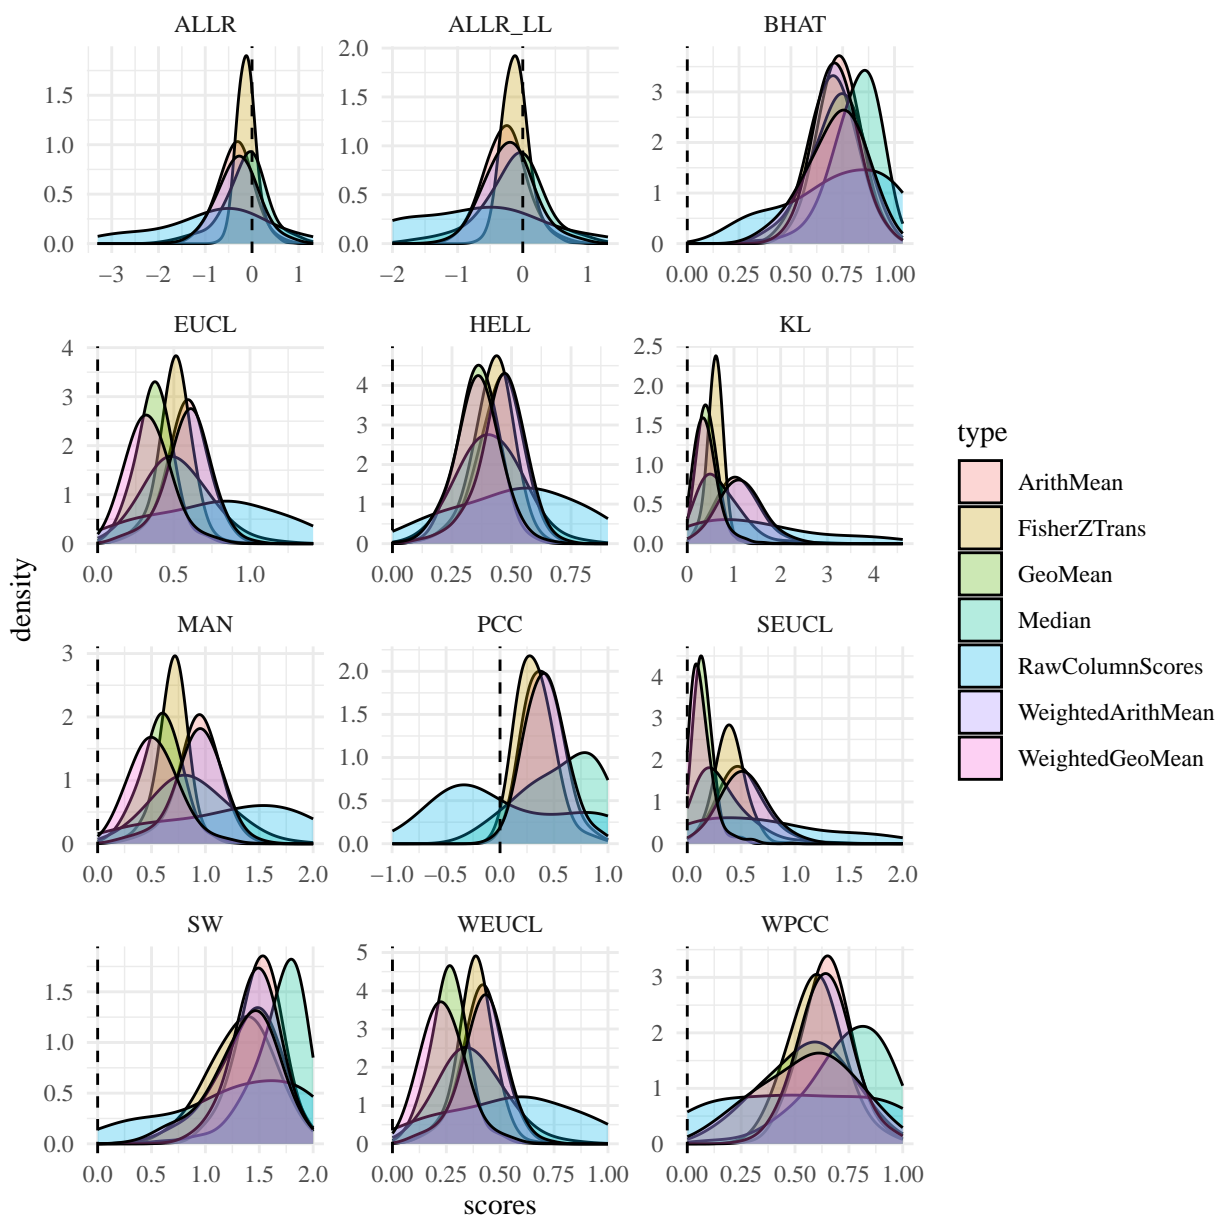 ALLR ALLR_LL BHAT
0.0 0.5 1.0 1.5
−3 −2 −1 0 1
0.0 0.5 1.0 1.5 2.0
−2 −1 0 1
0 1 2 3
0.00 0.25 0.50 0.75 1.00
EUCL HELL KL
0 1 2 3 4
0.0 0.5 1.0
0 1 2 3 4
0.00 0.25 0.50 0.75
0.0 0.5 1.0 1.5 2.0 2.5
0 1 2 3 4
MAN PCC SEUCL
0 1 2 3
0.0 0.5 1.0 1.5 2.0
0.0 0.5 1.0 1.5 2.0
−1.0 −0.5 0.0 0.5 1.0
0 1 2 3 4
0.0 0.5 1.0 1.5 2.0
SW WEUCL WPCC
0.0 0.5 1.0 1.5
0.0 0.5 1.0 1.5 2.0
0 1 2 3 4 5
0.00 0.25 0.50 0.75 1.00
0 1 2 3
0.00 0.25 0.50 0.75 1.00
scores
density
type
ArithMean
FisherZTrans
GeoMean
Median
RawColumnScores
WeightedArithMean
WeightedGeoMean